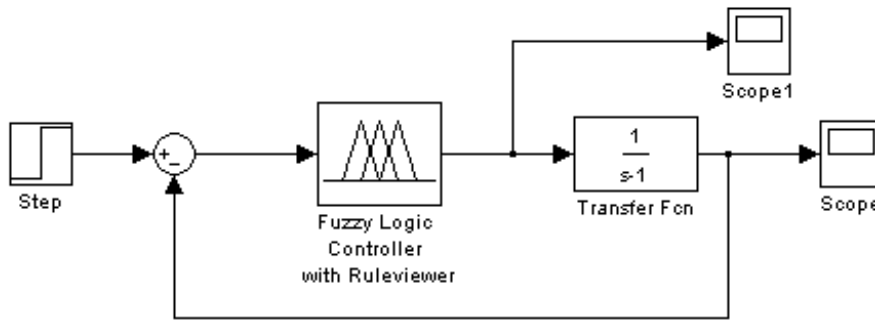 Scope1
Step
Fuzzy Logic
Controller
with Ruleviewer
1
s-1
Transfer Fcn
Scope